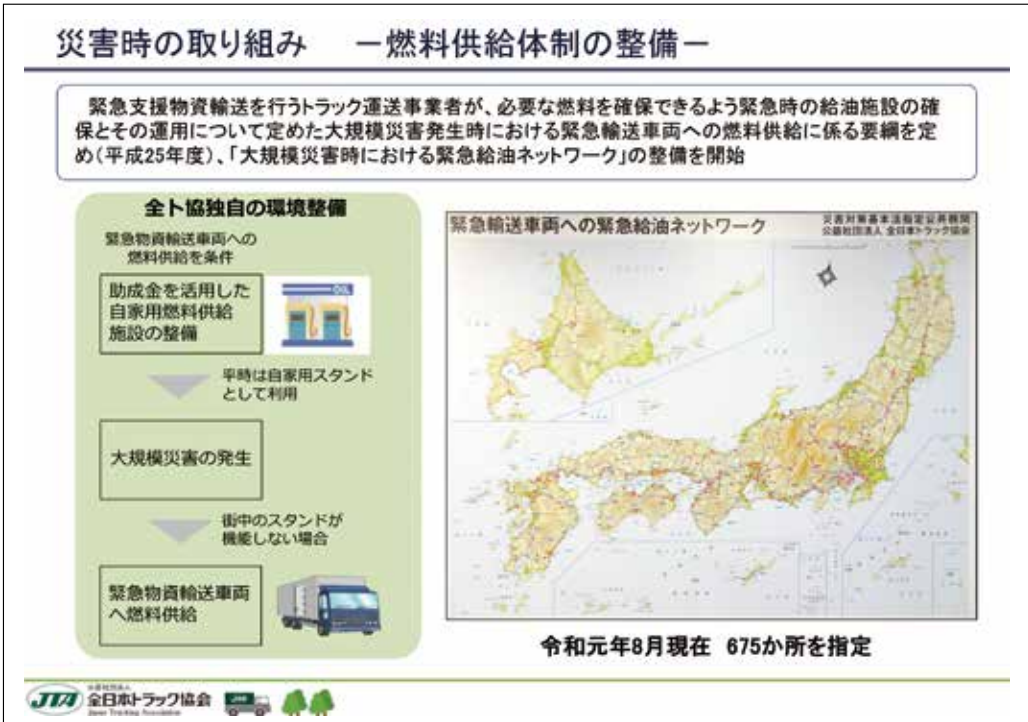 災害時の取り組み　－燃料供給体制の整備－
緊急支援物資輸送を行うトラック運送事業者が、必要な燃料を確保できるよう緊急時の給油施設の確
保とその運用について定めた大規模災害発生時における緊急輸送車両への燃料供給に係る要綱を定
め（平成25年度）、「大規模災害時における緊急給油ネットワーク」の整備を開始
全ト協独自の環境整備
緊急物資輸送車両への
燃料供給を条件
助成金を活用した
自家用燃料供給
施設の整備
OIL
平時は自家用スタンド
として利用
大規模災害の発生
街中のスタンドが
機能しない場合
緊急物資輸送車両
へ燃料供給
緊急輸送車両への緊急給油ネットワーク
災害対策基本法指定公共機関
公益社団法人 全日本トラック協会
令和元年8月現在 675か所を指定
JTA
公益社団法人
全日本トラック協会
Japan Trucking Association